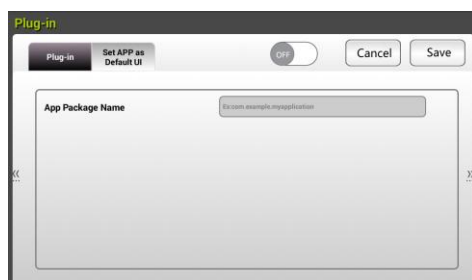 Plug-in
Plug-in
Set APP as
Default UI
OFF
Cancel
Save
App Package Name
Ex:com.example.myapplication
<<
>>